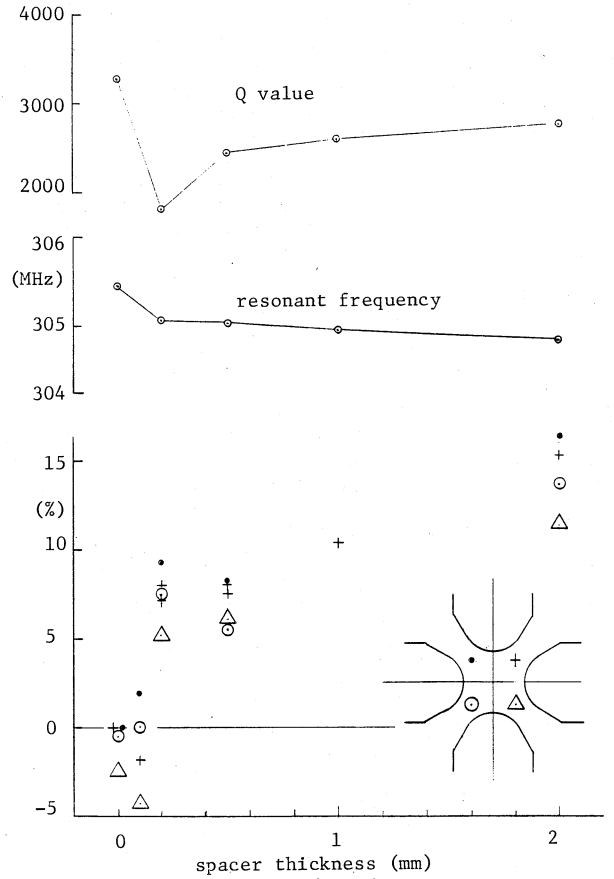 4000
3000
2000
Q value
306
(MHz)
305
304
resonant frequency
15
(%)
10
5
0
-5
0 1 2
spacer thickness (mm)